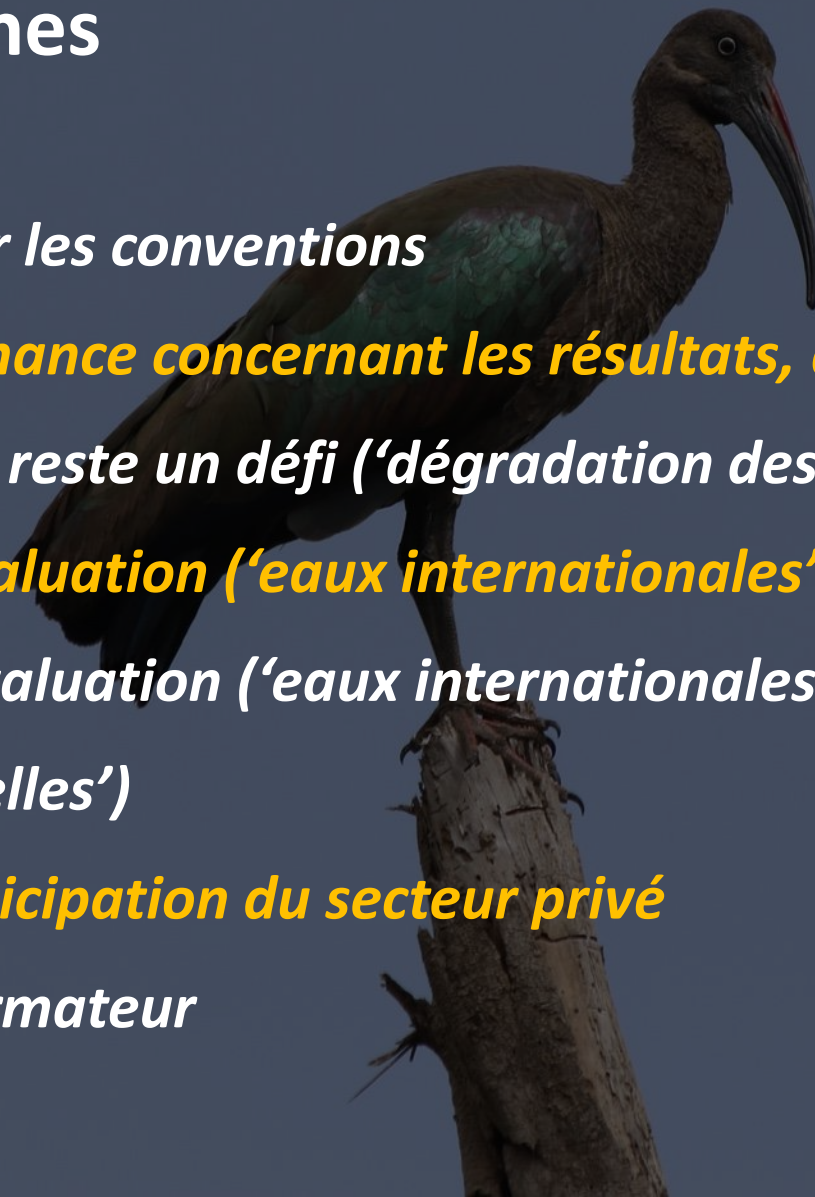 nes
r les conventions
nance concernant les résultats,
reste un défi (‘dégradation des
aluation (‘eaux internationales’
aluation (‘eaux internationales
elles’)
icipation du secteur privé
rmateur